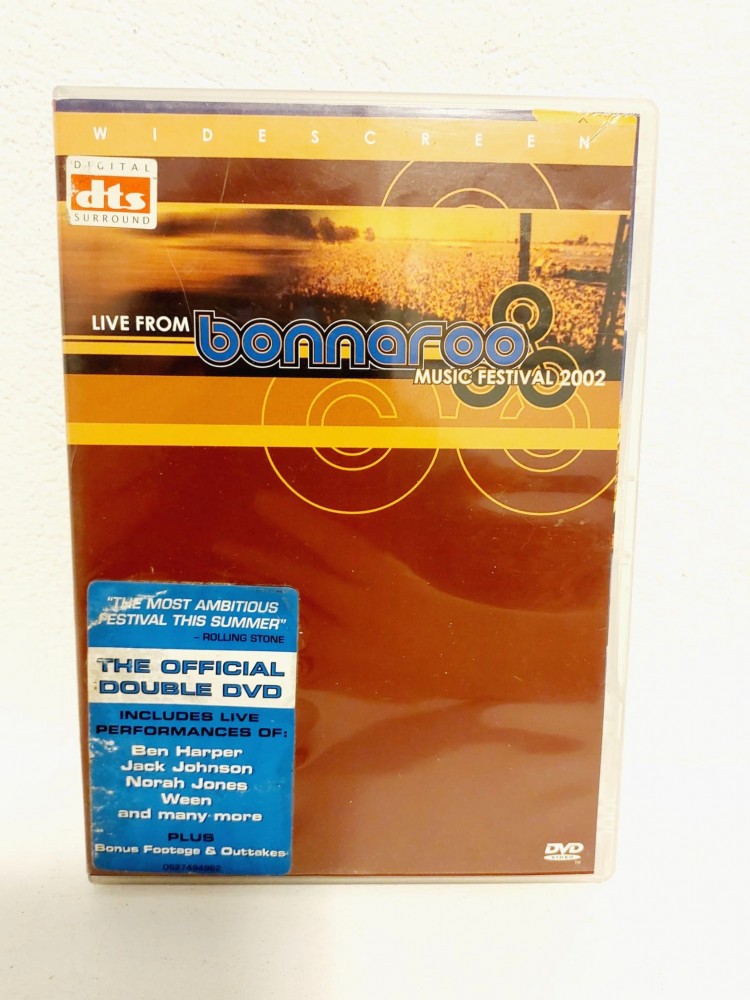 WIDESCREEN
DIGITAL
dts
SURROUND
LIVE FROM bonnaroo
MUSIC FESTIVAL 2002
"THE MOST AMBITIOUS
FESTIVAL THIS SUMMER"
– ROLLING STONE
THE OFFICIAL
DOUBLE DVD
INCLUDES LIVE
PERFORMANCES OF:
Ben Harper
Jack Johnson
Norah Jones
Ween
and many more
PLUS
Bonus Footage & Outtakes
DVD
VIDEO